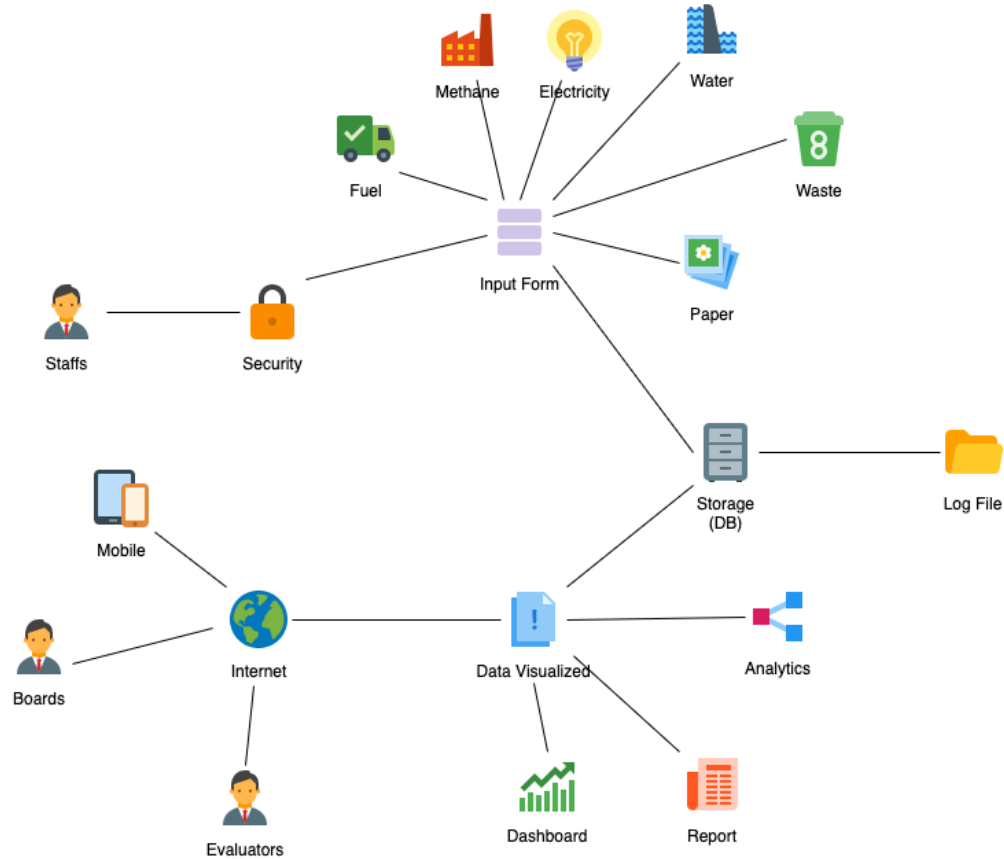 Methane
Electricity
Water
Fuel
Waste
Input Form
Paper
Staffs
Security
Storage
(DB)
Log File
Mobile
Internet
Data Visualized
!
Analytics
Boards
Dashboard
Report
Evaluators